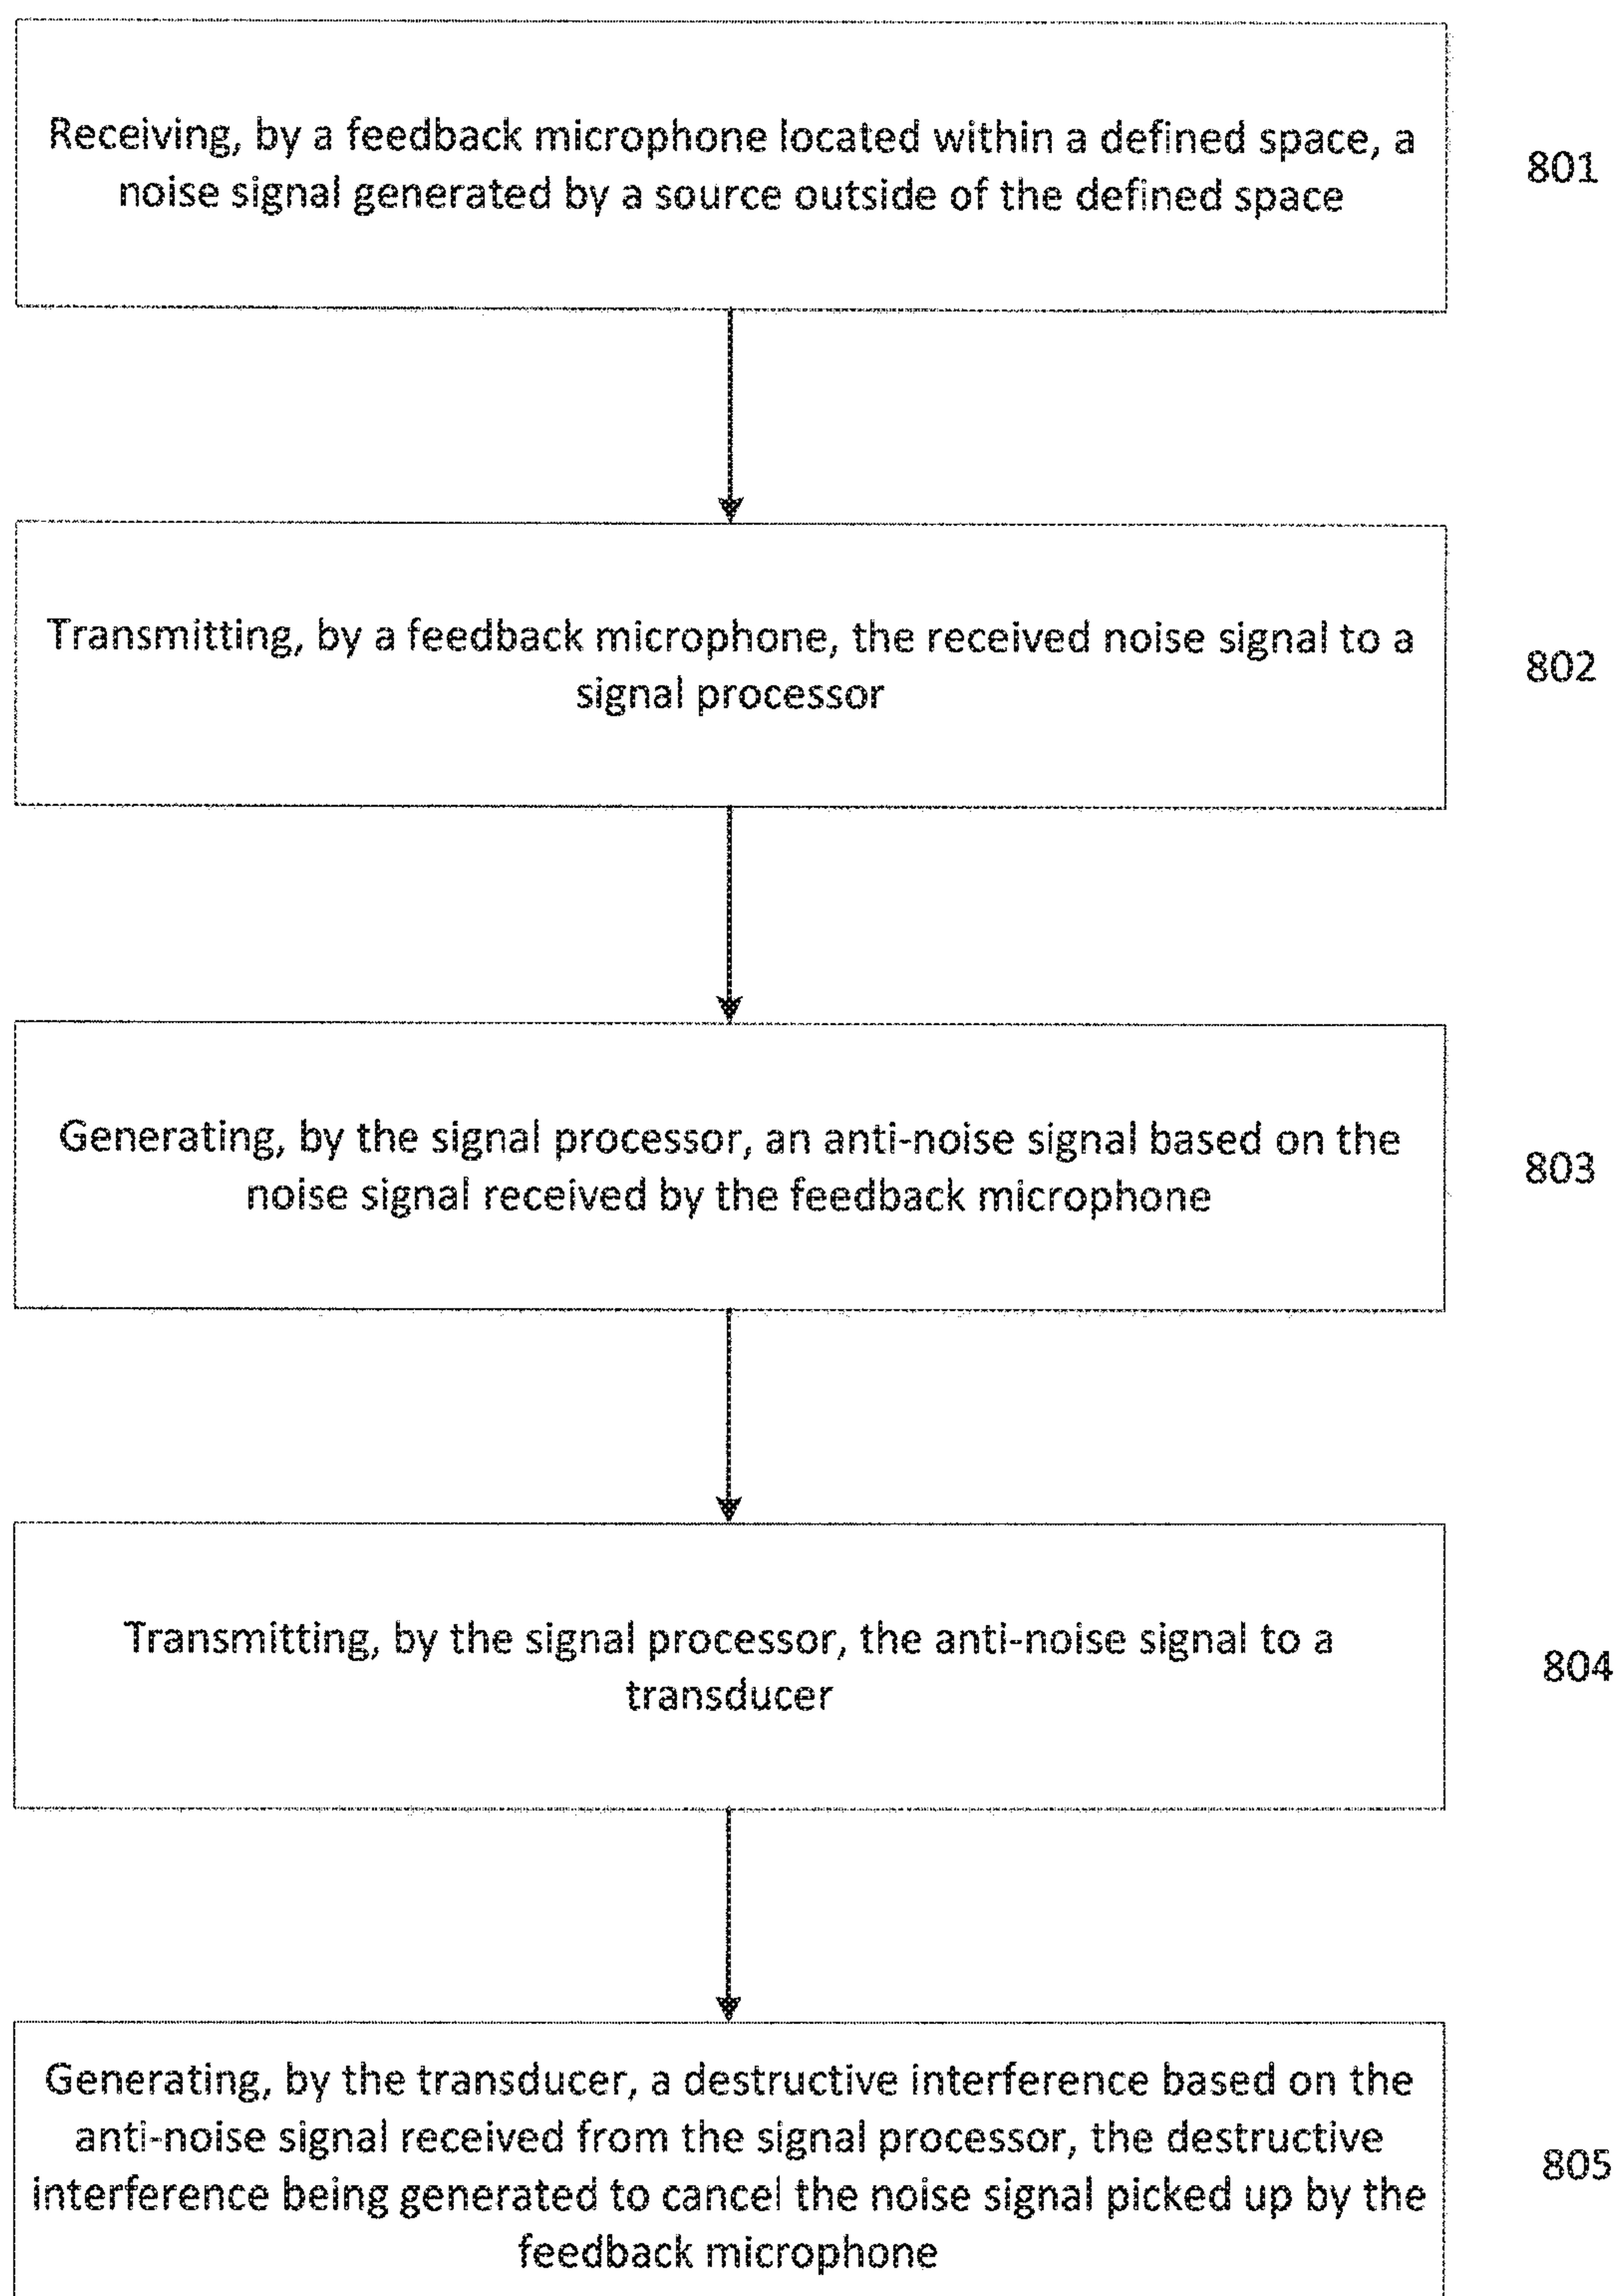 Receiving, by a feedback microphone located within a defined space, a
noise signal generated by a source outside of the defined space
801
Transmitting, by a feedback microphone, the received noise signal to a
signal processor
802
Generating, by the signal processor, an anti-noise signal based on the
noise signal received by the feedback microphone
803
Transmitting, by the signal processor, the anti-noise signal to a
transducer
804
Generating, by the transducer, a destructive interference based on the
anti-noise signal received from the signal processor, the destructive
interference being generated to cancel the noise signal picked up by the
feedback microphone
805